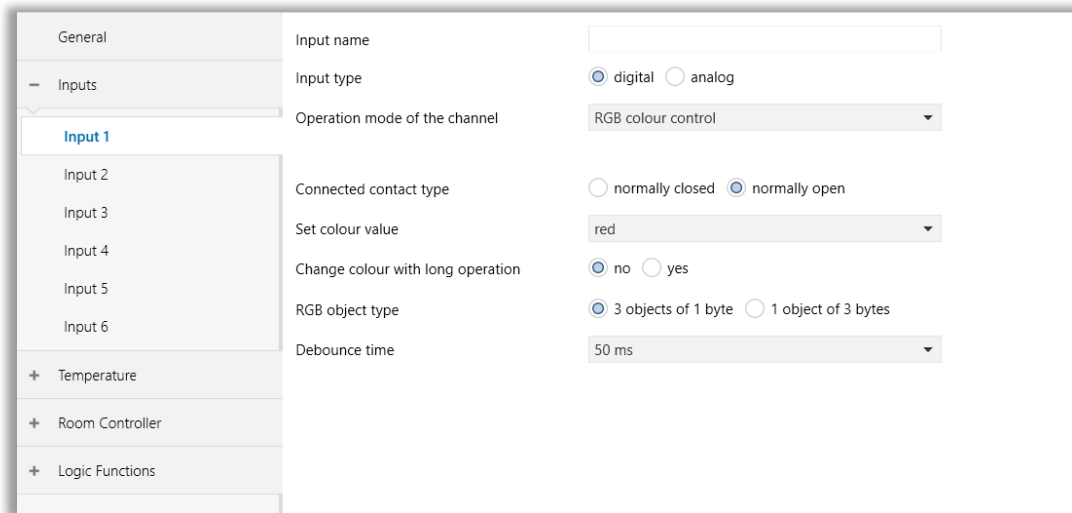 General
Inputs
Input 1
Input 2
Input 3
Input 4
Input 5
Input 6
Temperature
Room Controller
Logic Functions
Input name
Input type digital analog
Operation mode of the channel RGB colour control
Connected contact type normally closed normally open
Set colour value red
Change colour with long operation no yes
RGB object type 3 objects of 1 byte 1 object of 3 bytes
Debounce time 50 ms